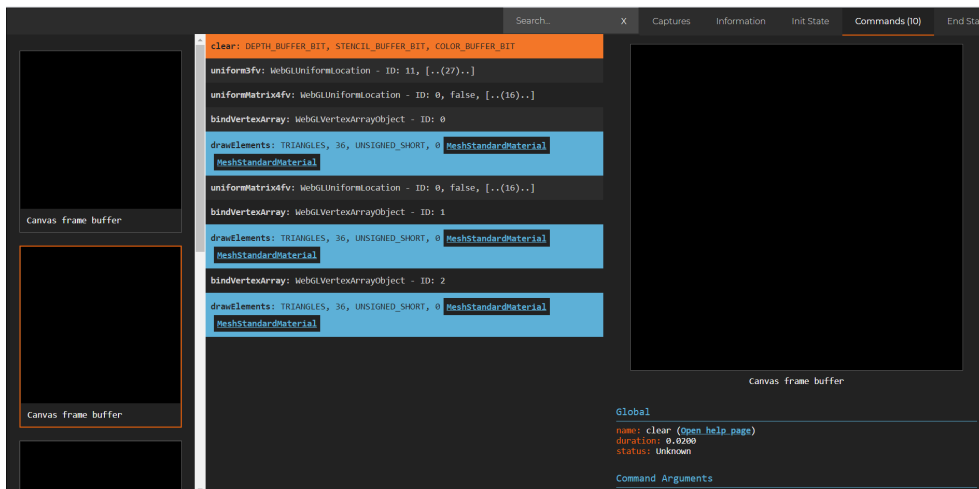 Search... X Captures Information Init State Commands (10) End Sta
Canvas frame buffer
Canvas frame buffer
clear: DEPTH_BUFFER_BIT, STENCIL_BUFFER_BIT, COLOR_BUFFER_BIT
uniform3fv: WebGLUniformLocation - ID: 11, [..(27)..]
uniformMatrix4fv: WebGLUniformLocation - ID: 0, false, [..(16)..]
bindVertexArray: WebGLVertexArrayObject - ID: 0
drawElements: TRIANGLES, 36, UNSIGNED_SHORT, 0 MeshStandardMaterial
MeshStandardMaterial
uniformMatrix4fv: WebGLUniformLocation - ID: 0, false, [..(16)..]
bindVertexArray: WebGLVertexArrayObject - ID: 1
drawElements: TRIANGLES, 36, UNSIGNED_SHORT, 0 MeshStandardMaterial
MeshStandardMaterial
bindVertexArray: WebGLVertexArrayObject - ID: 2
drawElements: TRIANGLES, 36, UNSIGNED_SHORT, 0 MeshStandardMaterial
MeshStandardMaterial
Canvas frame buffer
Global
name: clear (Open help page)
duration: 0.0200
status: Unknown
Command Arguments